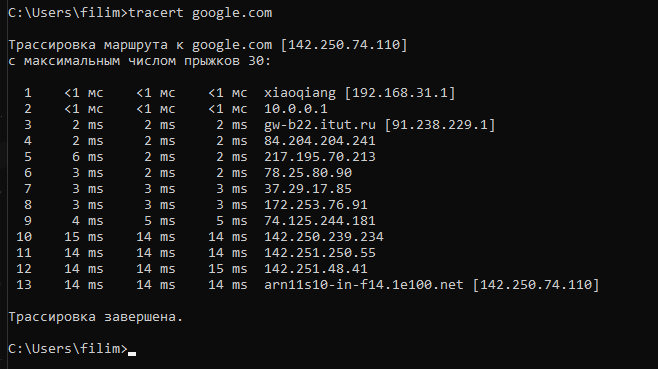 C:\Users\filim>tracert google.com
Трассировка маршрута к google.com [142.250.74.110]
с максимальным числом прыжков 30:
1 <1 мс <1 мс <1 мс xiaoqiang [192.168.31.1]
2 <1 мс <1 мс <1 мс 10.0.0.1
3 2 ms 2 ms 2 ms gw-b22.itut.ru [91.238.229.1]
4 2 ms 2 ms 2 ms 84.204.204.241
5 6 ms 2 ms 2 ms 217.195.70.213
6 3 ms 2 ms 2 ms 78.25.80.90
7 3 ms 3 ms 3 ms 37.29.17.85
8 3 ms 3 ms 3 ms 172.253.76.91
9 4 ms 5 ms 5 ms 74.125.244.181
10 15 ms 14 ms 14 ms 142.250.239.234
11 14 ms 14 ms 14 ms 142.251.250.55
12 14 ms 14 ms 15 ms 142.251.48.41
13 14 ms 14 ms 14 ms arn11s10-in-f14.1e100.net [142.250.74.110]
Трассировка завершена.
C:\Users\filim>